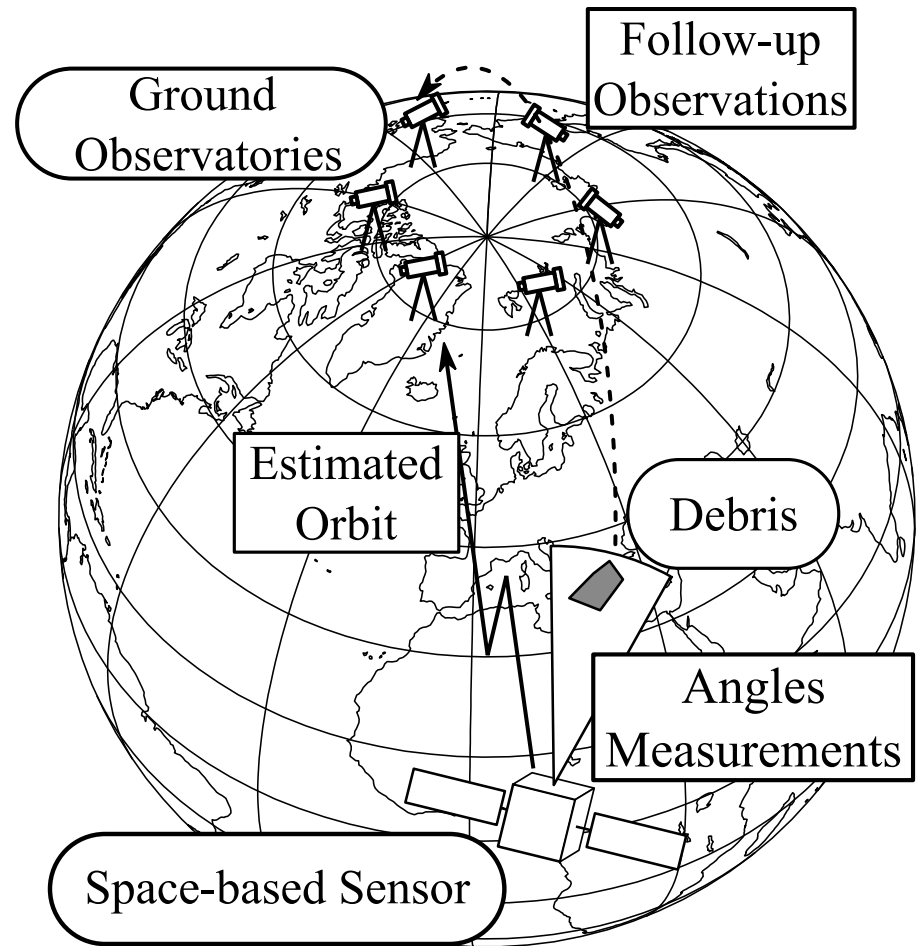 Follow-up
Observations
Ground
Observatories
Estimated
Orbit
Debris
Angles
Measurements
Space-based Sensor